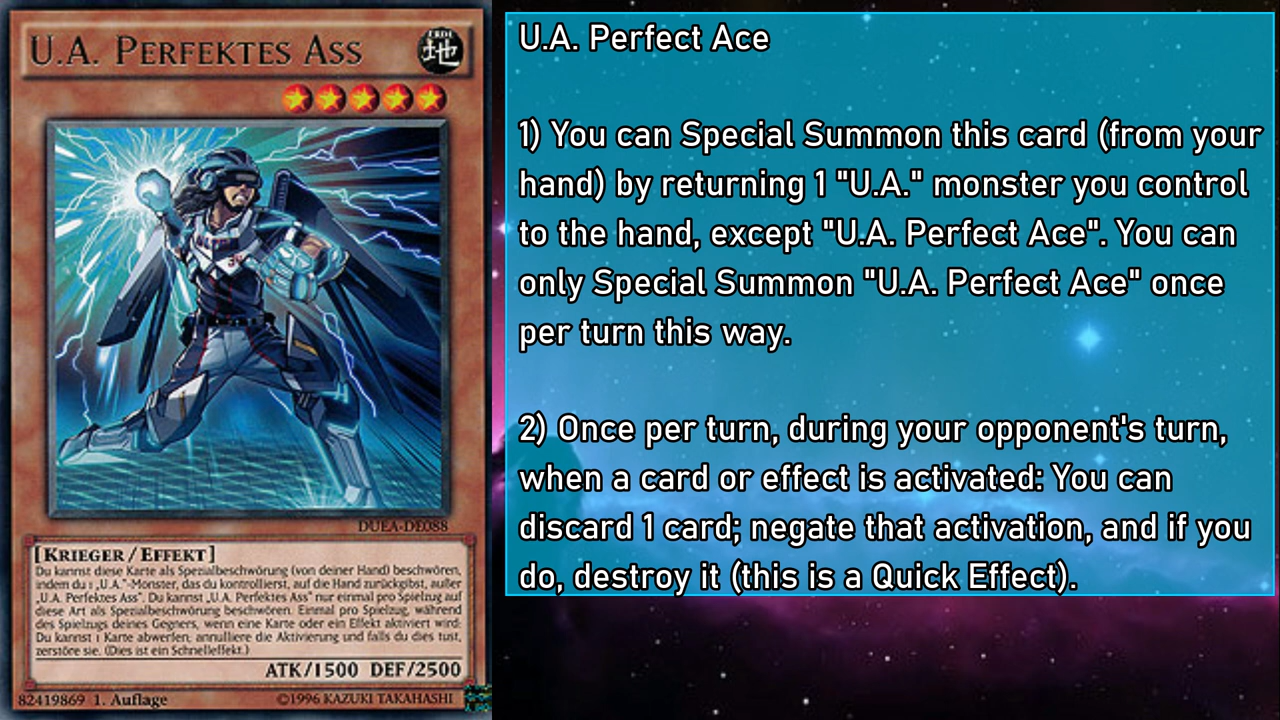 U.A. PERFEKTES ASS
ERDE
地
DUEA-DE088
[KRIEGER / EFFEKT]
Du kannst diese Karte als Spezialbeschwörung (von deiner Hand) beschwören,
indem du 1 „U.A."-Monster, das du kontrollierst, auf die Hand zurückgibst, außer
„U.A. Perfektes Ass". Du kannst „U.A. Perfektes Ass" nur einmal pro Spielzug auf
diese Art als Spezialbeschwörung beschwören. Einmal pro Spielzug, während
des Spielzugs deines Gegners, wenn eine Karte oder ein Effekt aktiviert wird:
Du kannst 1 Karte abwerfen; annulliere die Aktivierung und falls du dies tust,
zerstöre sie. (Dies ist ein Schnelleffekt.)
ATK/1500 DEF/2500
82419869 1. Auflage ©1996 KAZUKI TAKAHASHI
U.A. Perfect Ace
1) You can Special Summon this card (from your
hand) by returning 1 "U.A." monster you control
to the hand, except "U.A. Perfect Ace". You can
only Special Summon "U.A. Perfect Ace" once
per turn this way.
2) Once per turn, during your opponent's turn,
when a card or effect is activated: You can
discard 1 card; negate that activation, and if you
do, destroy it (this is a Quick Effect).